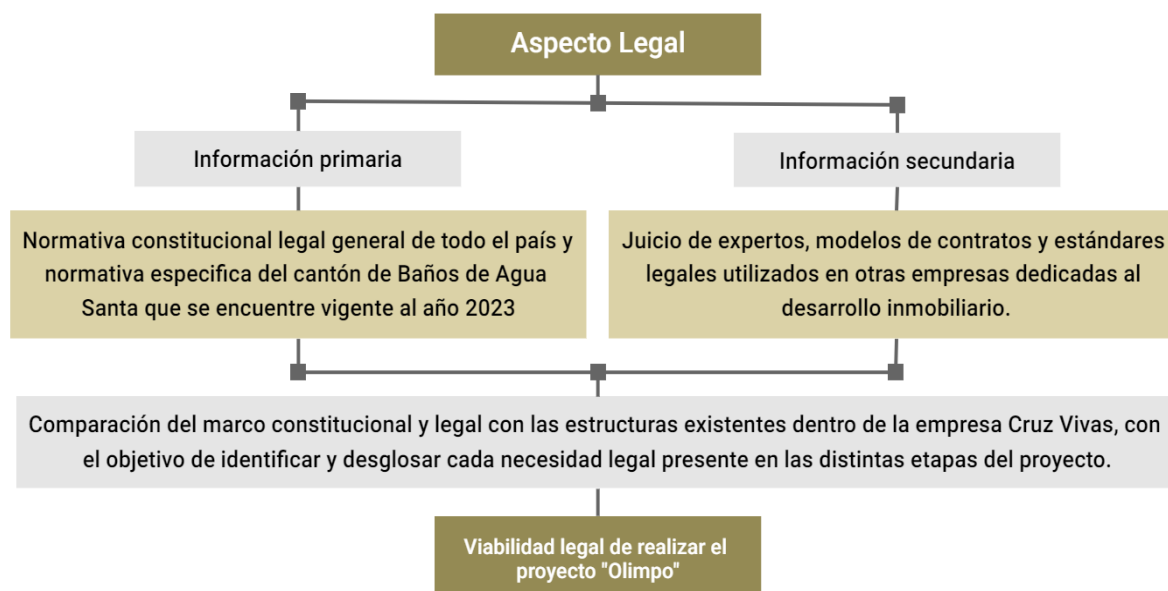 Aspecto Legal
Información primaria
Información secundaria
Normativa constitucional legal general de todo el país y
normativa especifica del cantón de Baños de Agua
Santa que se encuentre vigente al año 2023
Juicio de expertos, modelos de contratos y estándares
legales utilizados en otras empresas dedicadas al
desarrollo inmobiliario.
Comparación del marco constitucional y legal con las estructuras existentes dentro de la empresa Cruz Vivas, con
el objetivo de identificar y desglosar cada necesidad legal presente en las distintas etapas del proyecto.
Viabilidad legal de realizar el
proyecto "Olimpo"